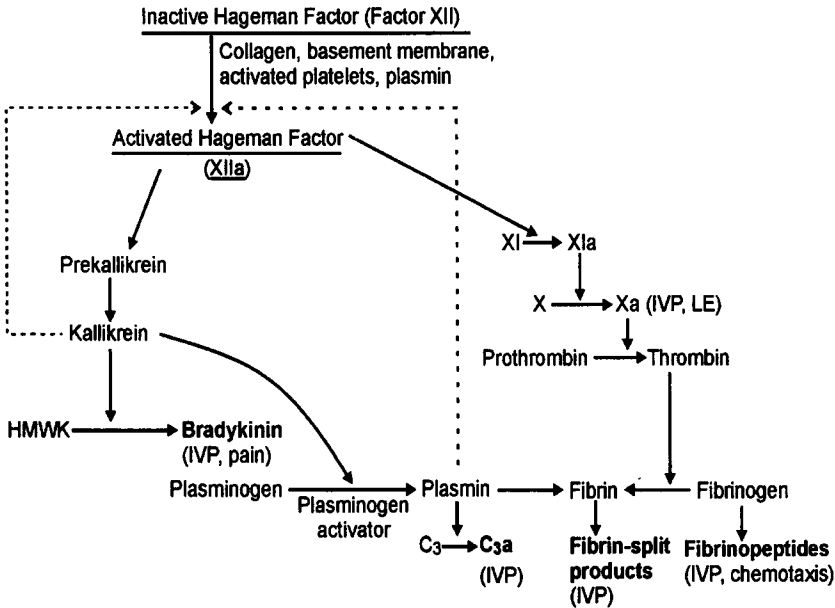 Inactive Hageman Factor (Factor XII)
Collagen, basement membrane,
activated platelets, plasmin
Activated Hageman Factor
(XIIa)
XI XIa
Prekallikrein
X Xa (IVP, LE)
Kallikrein
Prothrombin Thrombin
HMWK Bradykinin
(IVP, pain)
Plasminogen Plasmin Fibrin Fibrinogen
Plasminogen
activator
C3 C3a
(IVP)
Fibrin-split
products
(IVP)
Fibrinopeptides
(IVP, chemotaxis)